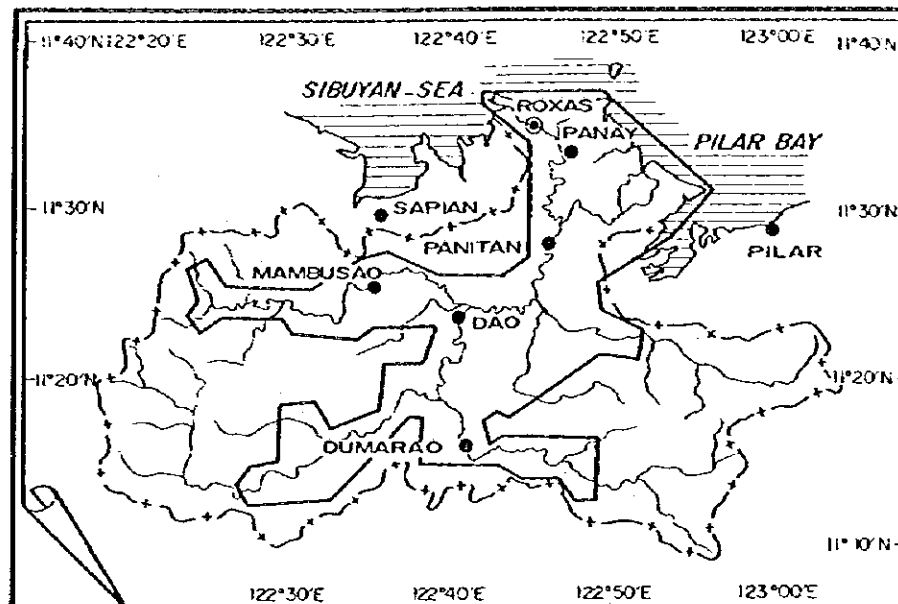 11°40'N 122°20'E 122°30'E 122°40'E 122°50'E 123°00'E 11°40'N
SIBUYAN SEA
ROXAS
PANAY
PILAR BAY
11°30'N 11°30'N
SAPIAN
PANITAN
PILAR
MAMBUSAO
DAO
11°20'N 11°20'N
DUMARAO
11°10'N
122°30'E 122°40'E 122°50'E 123°00'E